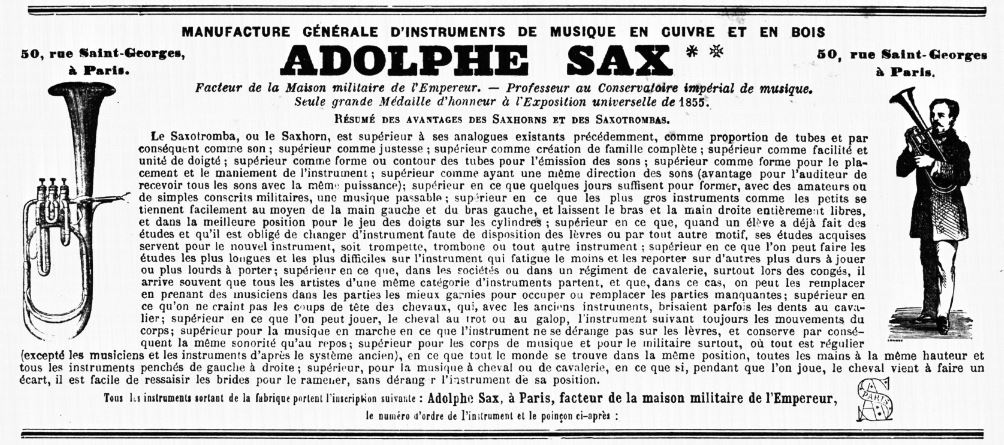 MANUFACTURE GÉNÉRALE D'INSTRUMENTS DE MUSIQUE EN CUIVRE ET EN BOIS
50, rue Saint-Georges,
à Paris.
ADOLPHE SAX * *
50, rue Saint-Georges
à Paris.
Facteur de la Maison militaire de l'Empereur. — Professeur au Conservatoire impérial de musique.
Seule grande Médaille d'honneur à l'Exposition universelle de 1855.
RÉSUMÉ DES AVANTAGES DES SAXHORNS ET DES SAXOTROMBAS.
Le Saxotromba, ou le Saxhorn, est supérieur à ses analogues existants précédemment, comme proportion de tubes et par
conséquent comme son ; supérieur comme justesse ; supérieur comme création de famille complète ; supérieur comme facilité et
unité de doigté ; supérieur comme forme ou contour des tubes pour l'émission des sons ; supérieur comme forme pour le pla-
cement et le maniement de l'instrument ; supérieur comme ayant une même direction des sons (avantage pour l'auditeur de
recevoir tous les sons avec la même puissance); supérieur en ce que quelques jours suffisent pour former, avec des amateurs ou
de simples conscrits militaires, une musique passable ; supérieur en ce que les plus gros instruments comme les petits se
tiennent facilement au moyen de la main gauche et du bras gauche, et laissent le bras et la main droite entièrement libres,
et dans la meilleure position pour le jeu des doigts sur les cylindres ; supérieur en ce que, quand un élève a déjà fait des
études et qu'il est obligé de changer d'instrument faute de disposition des lèvres ou par tout autre motif, ses études acquises
servent pour le nouvel instrument, soit trompette, trombone ou tout autre instrument ; supérieur en ce que l'on peut faire les
études les plus longues et les plus difficiles sur l'instrument qui fatigue le moins et les reporter sur d'autres plus durs à jouer
ou plus lourds à porter; supérieur en ce que, dans les sociétés ou dans un régiment de cavalerie, surtout lors des congés, il
arrive souvent que tous les artistes d'une même catégorie d'instruments partent, et que, dans ce cas, on peut les remplacer
en prenant des musiciens dans les parties les mieux garnies pour occuper ou remplacer les parties manquantes; supérieur en
ce qu'on ne craint pas les coups de tête des chevaux, qui, avec les anciens instruments, brisaient parfois les dents au cava-
lier; supérieur en ce que l'on peut jouer, le cheval au rot ou au galop, l'instrument suivant toujours les mouvements du
corps; supérieur pour la musique en marche en ce que l'instrument ne se dérange pas sur les lèvres, et conserve par consé-
quent la même sonorité qu'au repos; supérieur pour les corps de musique et pour le militaire surtout, où tout est régulier
(excepté les musiciens et les instruments d'après le système ancien), en ce que tout le monde se trouve dans la même position, toutes les mains à la même hauteur et
tous les instruments penchés de gauche à droite ; supérieur, pour la musique à cheval ou de cavalerie, en ce que si, pendant que l'on joue, le cheval vient à faire un
écart, il est facile de ressaisir les brides pour le ramener, sans dérang r l'instrument de sa position.
Tous les instruments sortant de la fabrique portent l'inscription suivante : Adolphe Sax, à Paris, facteur de la maison militaire de l'Empereur,
le numéro d'ordre de l'instrument et le poinçon ci-après :
PARIS